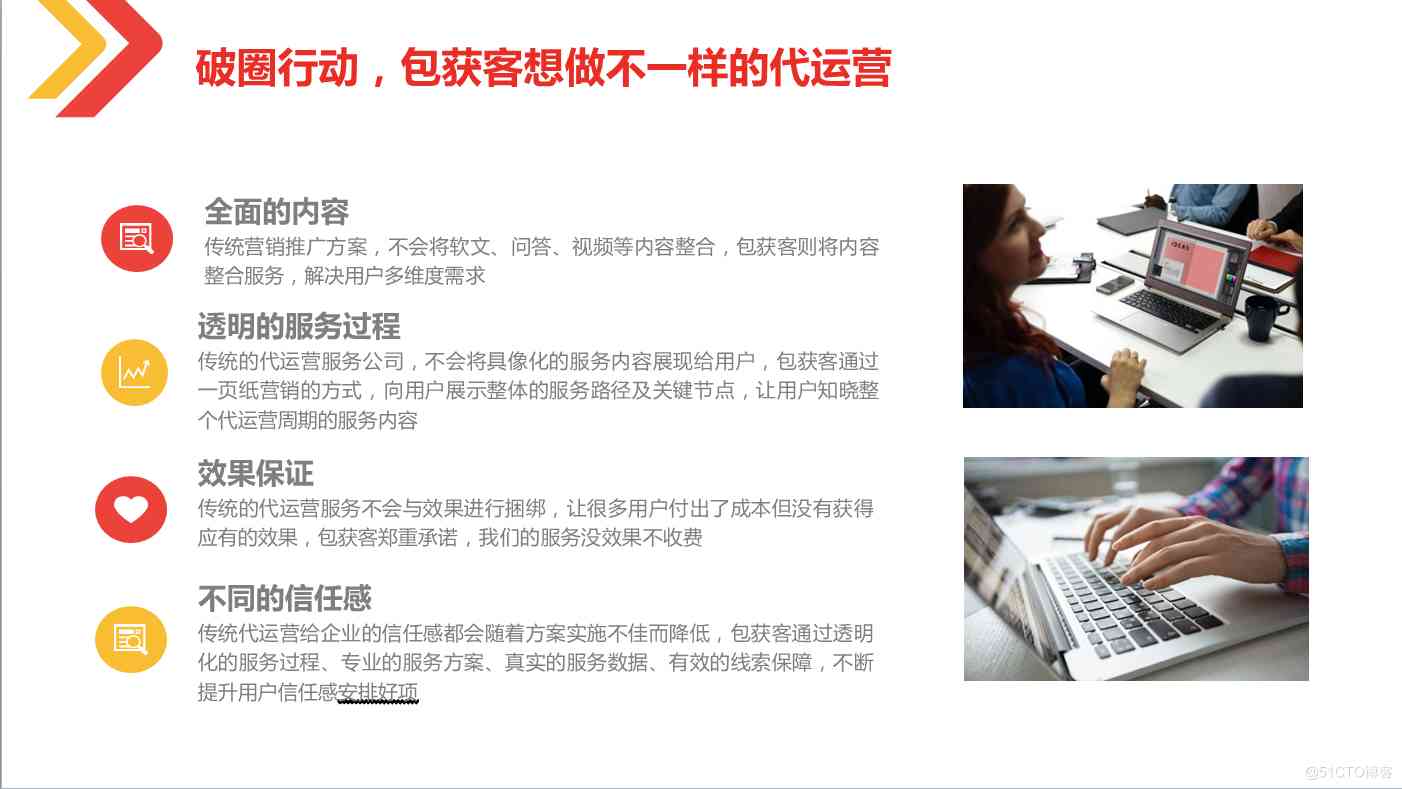 破圈行动，包获客想做不一样的代运营
全面的内容
传统营销推广方案，不会将软文、问答、视频等内容整合，包获客则将内容
整合服务，解决用户多维度需求
透明的服务过程
传统的代运营服务公司，不会将具像化的服务内容展现给用户，包获客通过
一页纸营销的方式，向用户展示整体的服务路径及关键节点，让用户知晓整
个代运营周期的服务内容
效果保证
传统的代运营服务不会与效果进行捆绑，让很多用户付出了成本但没有获得
应有的效果，包获客郑重承诺，我们的服务没效果不收费
不同的信任感
传统代运营给企业的信任感都会随着方案实施不佳而降低，包获客通过透明
化的服务过程、专业的服务方案、真实的服务数据、有效的线索保障，不断
提升用户信任感安排好项
IDEAS
@51CTO博客